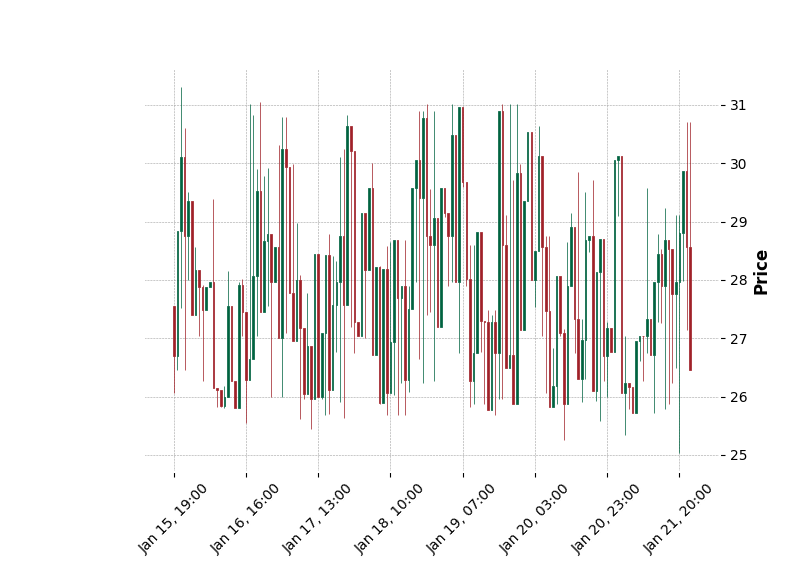 31
30
29
28
27
26
25
Price
Jan 15, 19:00
Jan 16, 16:00
Jan 17, 13:00
Jan 18, 10:00
Jan 19, 07:00
Jan 20, 03:00
Jan 20, 23:00
Jan 21, 20:00